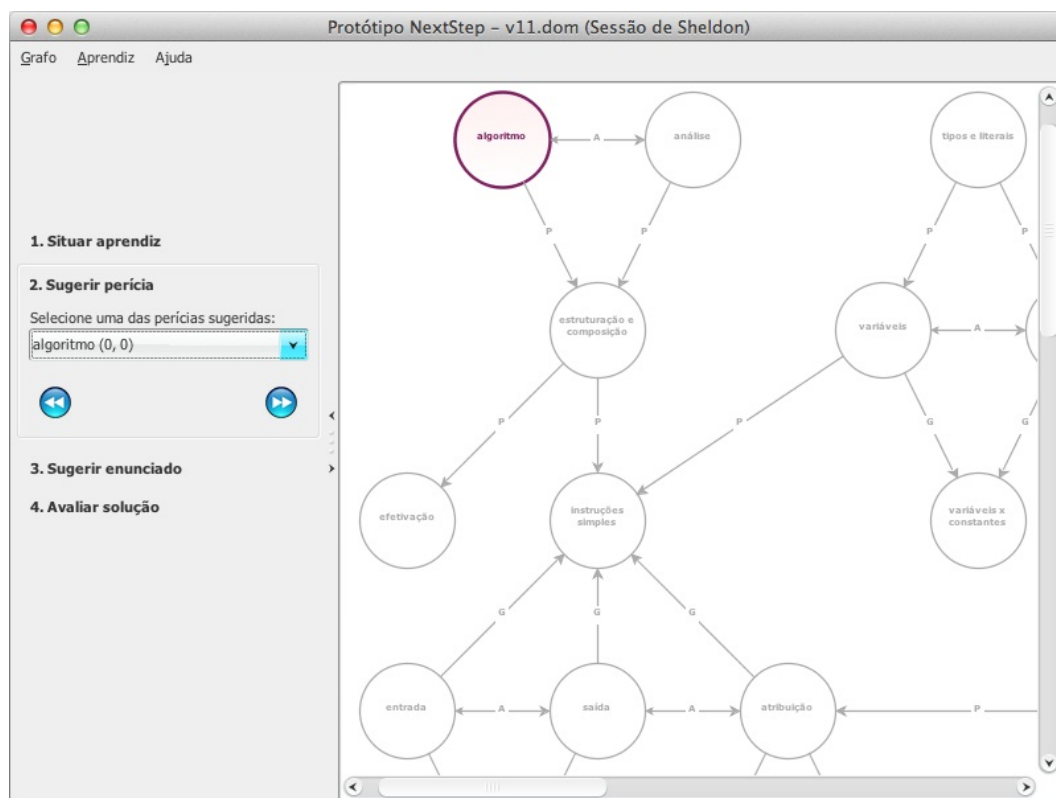 Protótipo NextStep – v11.dom (Sessão de Sheldon)
Grafo Aprendiz Ajuda
1. Situar aprendiz
2. Sugerir perícia
Selecione uma das perícias sugeridas:
algoritmo (0, 0)
3. Sugerir enunciado
4. Avaliar solução
algoritmo
A
análise
tipos e literais
P
P
P
P
estruturação e
composição
variáveis
A
P
P
P
G
G
efetivação
instruções
simples
variáveis x
constantes
G
G
G
entrada
A
saída
A
atribuição
P